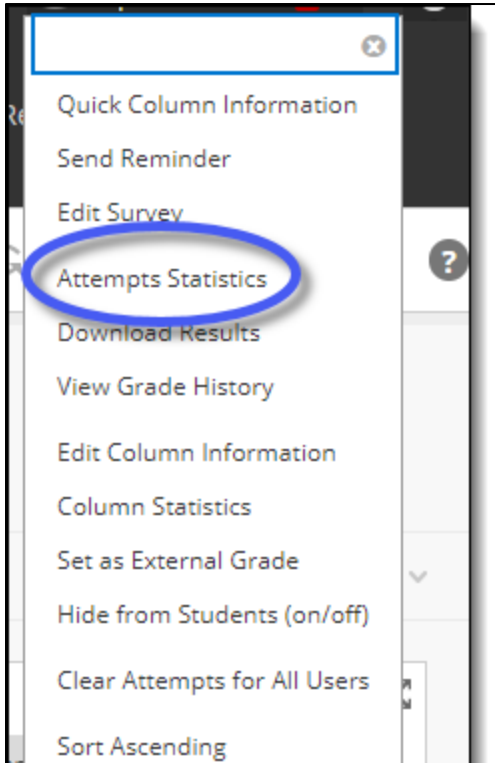 Quick Column Information
Send Reminder
Edit Survey
Attempts Statistics
?
Download Results
View Grade History
Edit Column Information
Column Statistics
Set as External Grade
Hide from Students (on/off)
Clear Attempts for All Users
Sort Ascending